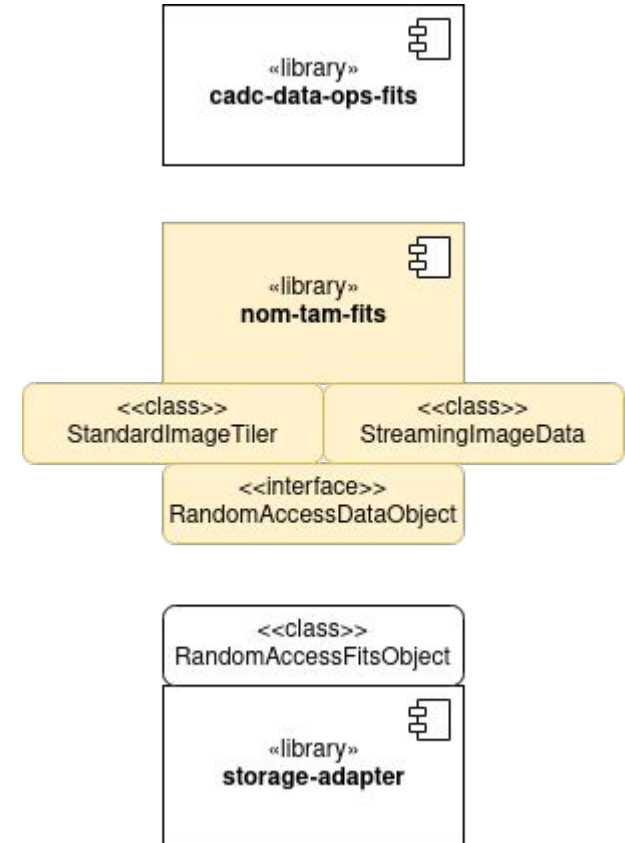 «library»
cadc-data-ops-fits
«library»
nom-tam-fits
<<class>>
StandardImageTiler
<<class>>
StreamingImageData
<<interface>>
RandomAccessDataObject
<<class>>
RandomAccessFitsObject
«library»
storage-adapter